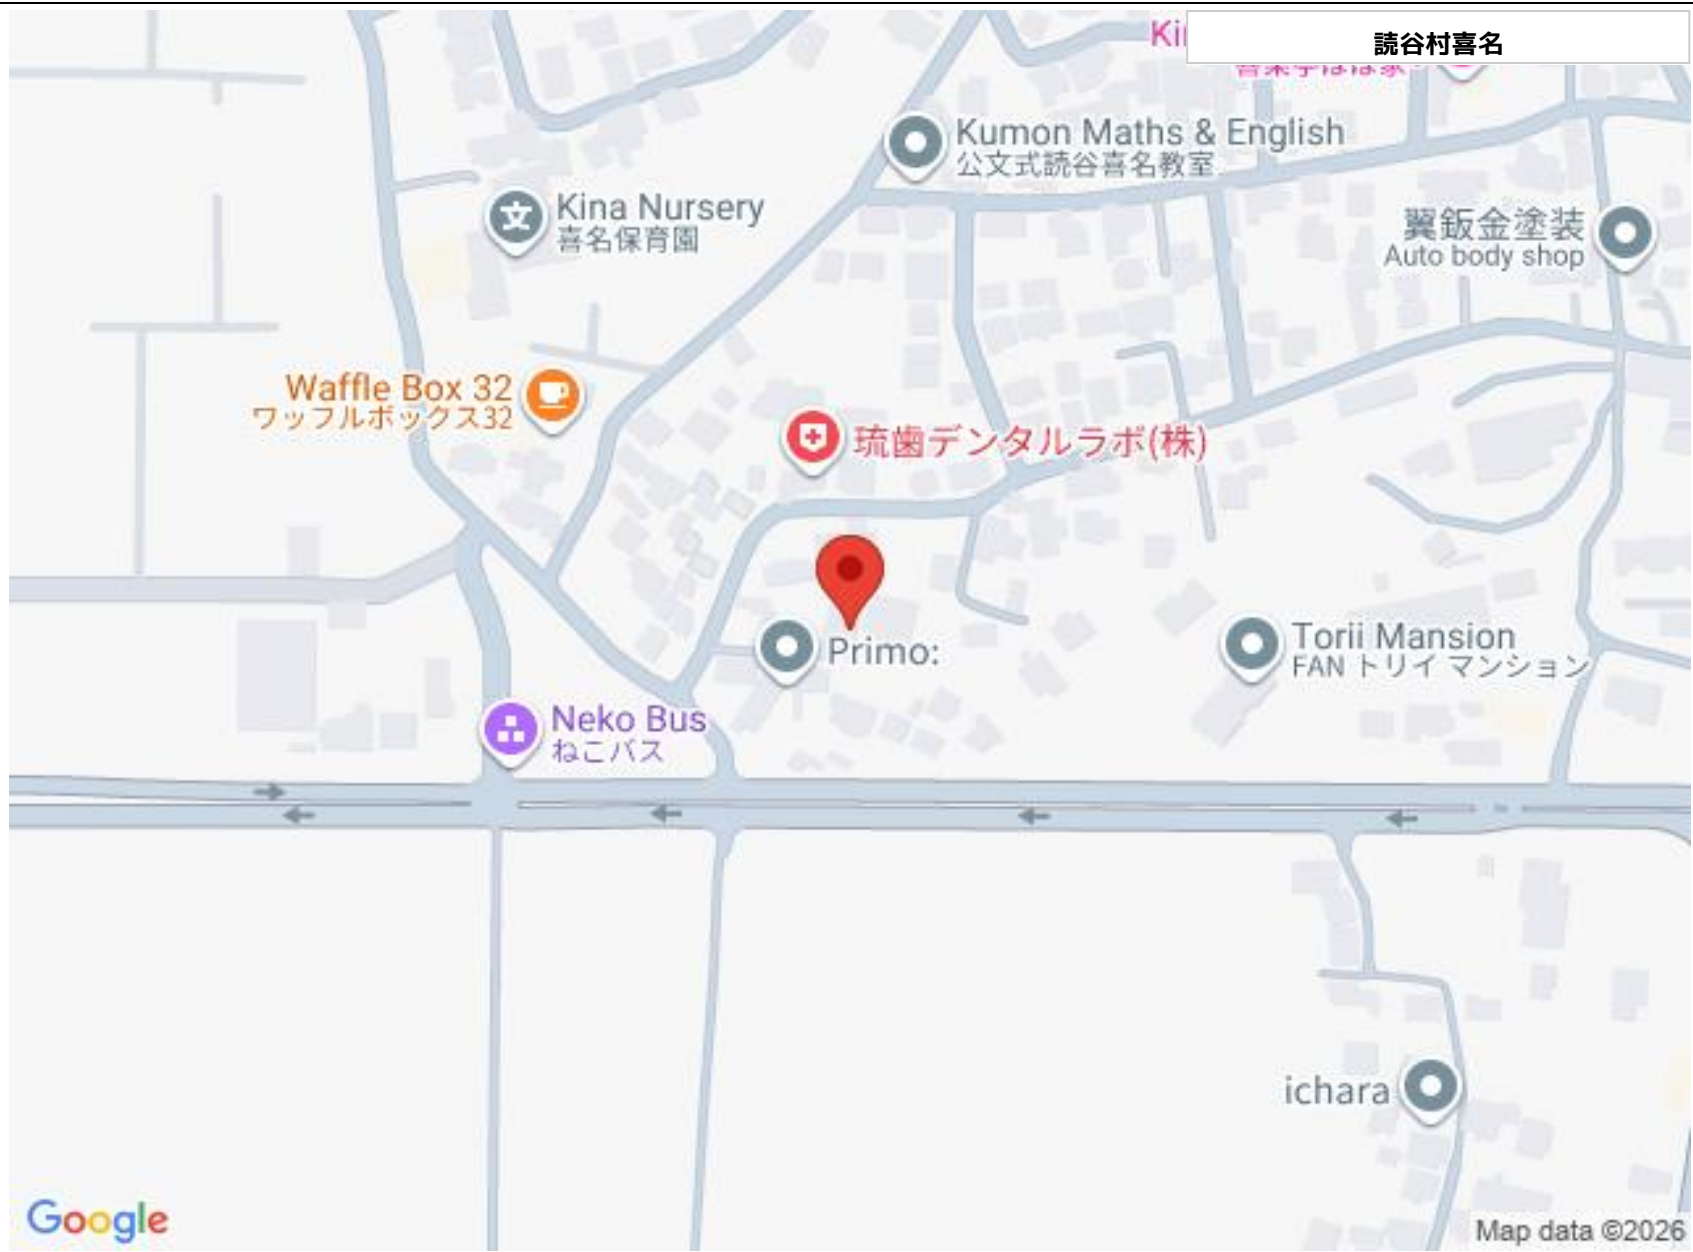 読谷村喜名
Kumon Maths & English
公文式読谷喜名教室
Kina Nursery
喜名保育園
翼鈑金塗装
Auto body shop
Waffle Box 32
ワッフルボックス32
琉歯デンタルラボ(株)
Primo:
Torii Mansion
FAN トリイ マンション
Neko Bus
ねこバス
ichara
Google
Map data ©2026